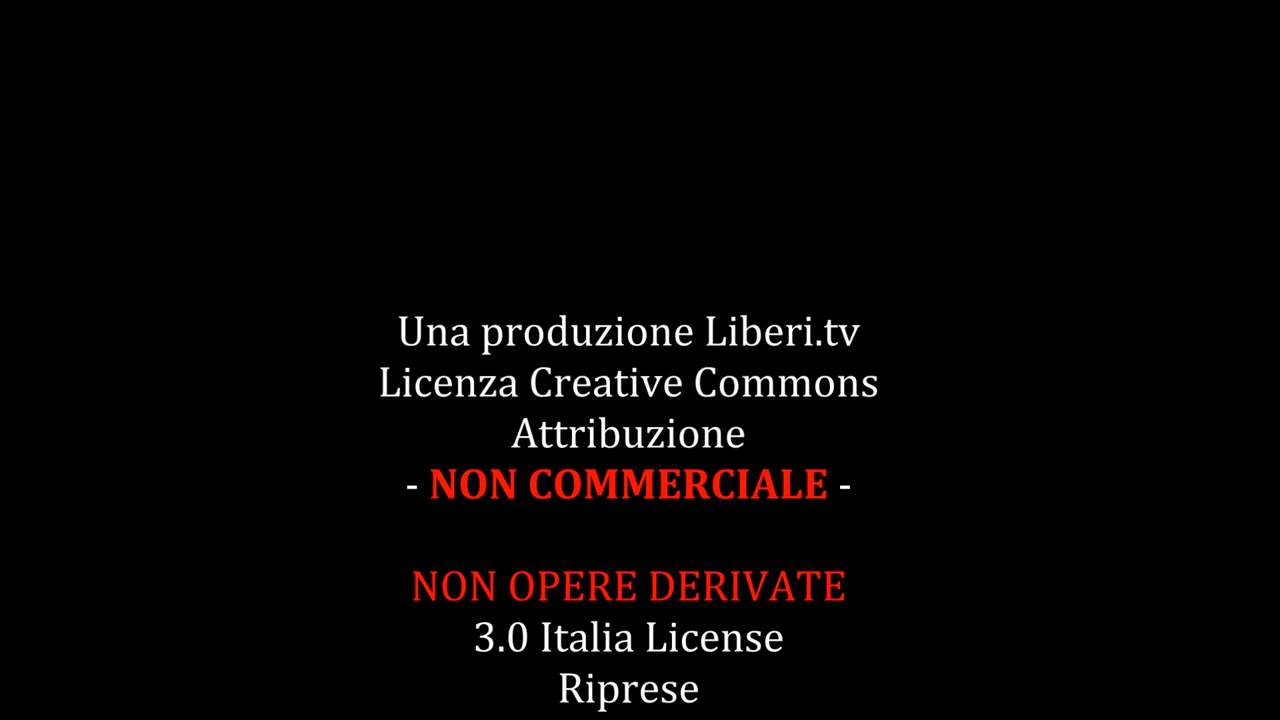 Una produzione Liberi.tv
Licenza Creative Commons
Attribuzione
- NON COMMERCIALE -
NON OPERE DERIVATE
3.0 Italia License
Riprese